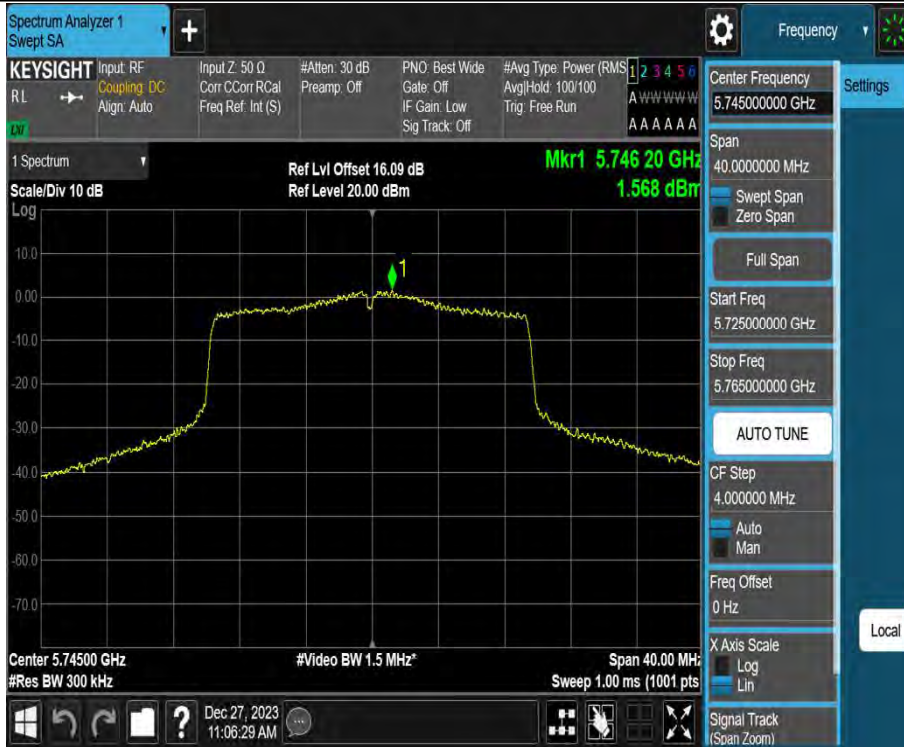 Spectrum Analyzer 1
Swept SA
+
Frequency
KEYSIGHT
RL
LXI
Input: RF
Coupling: DC
Align: Auto
Input Z: 50 Ω
Corr CCorr RCal
Freq Ref: Int (S)
#Atten: 30 dB
Preamp: Off
PNO: Best Wide
Gate: Off
IF Gain: Low
Sig Track: Off
#Avg Type: Power (RMS
Avg|Hold: 100/100
Trig: Free Run
1 2 3 4 5 6
A W W W W W
A A A A A A
1 Spectrum
Scale/Div 10 dB
Log
Ref Lvl Offset 16.09 dB
Ref Level 20.00 dBm
Mkr1 5.746 20 GHz
1.568 dBm
10.0
0.00
-10.0
-20.0
-30.0
-40.0
-50.0
-60.0
-70.0
1
Center 5.74500 GHz
#Res BW 300 kHz
#Video BW 1.5 MHz*
Span 40.00 MHz
Sweep 1.00 ms (1001 pts
?
Dec 27, 2023
11:06:29 AM
Center Frequency
5.745000000 GHz
Span
40.0000000 MHz
Swept Span
Zero Span
Full Span
Start Freq
5.725000000 GHz
Stop Freq
5.765000000 GHz
AUTO TUNE
CF Step
4.000000 MHz
Auto
Man
Freq Offset
0 Hz
X Axis Scale
Log
Lin
Signal Track
(Span Zoom)
Settings
Local